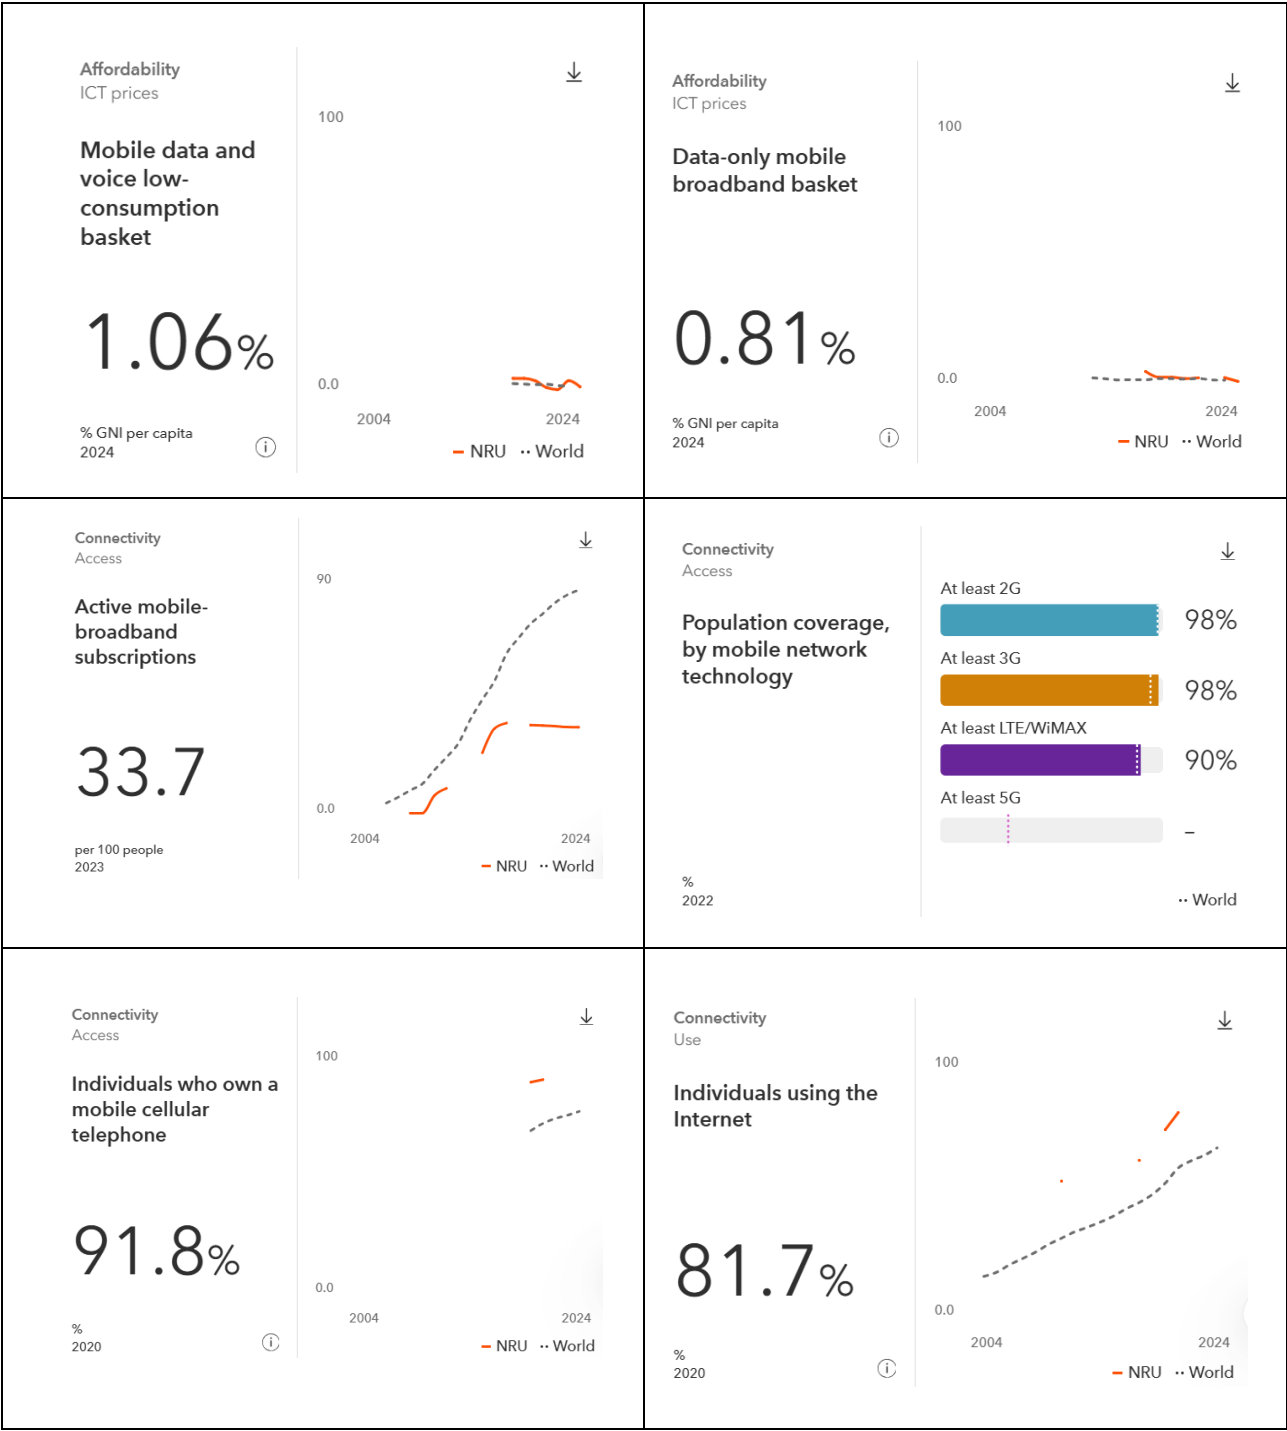 Affordability
ICT prices
Mobile data and
voice low-
consumption
basket
1.06%
% GNI per capita
2024
100
0.0
2004 2024
NRU World
Affordability
ICT prices
Data-only mobile
broadband basket
0.81%
% GNI per capita
2024
100
0.0
2004 2024
NRU World
Connectivity
Access
Active mobile-
broadband
subscriptions
33.7
per 100 people
2023
90
0.0
2004 2024
NRU World
Connectivity
Access
Population coverage,
by mobile network
technology
%
2022
At least 2G
98%
At least 3G
98%
At least LTE/WiMAX
90%
At least 5G
–
World
Connectivity
Access
Individuals who own a
mobile cellular
telephone
91.8%
%
2020
100
0.0
2004 2024
NRU World
Connectivity
Use
Individuals using the
Internet
81.7%
%
2020
100
0.0
2004 2024
NRU World